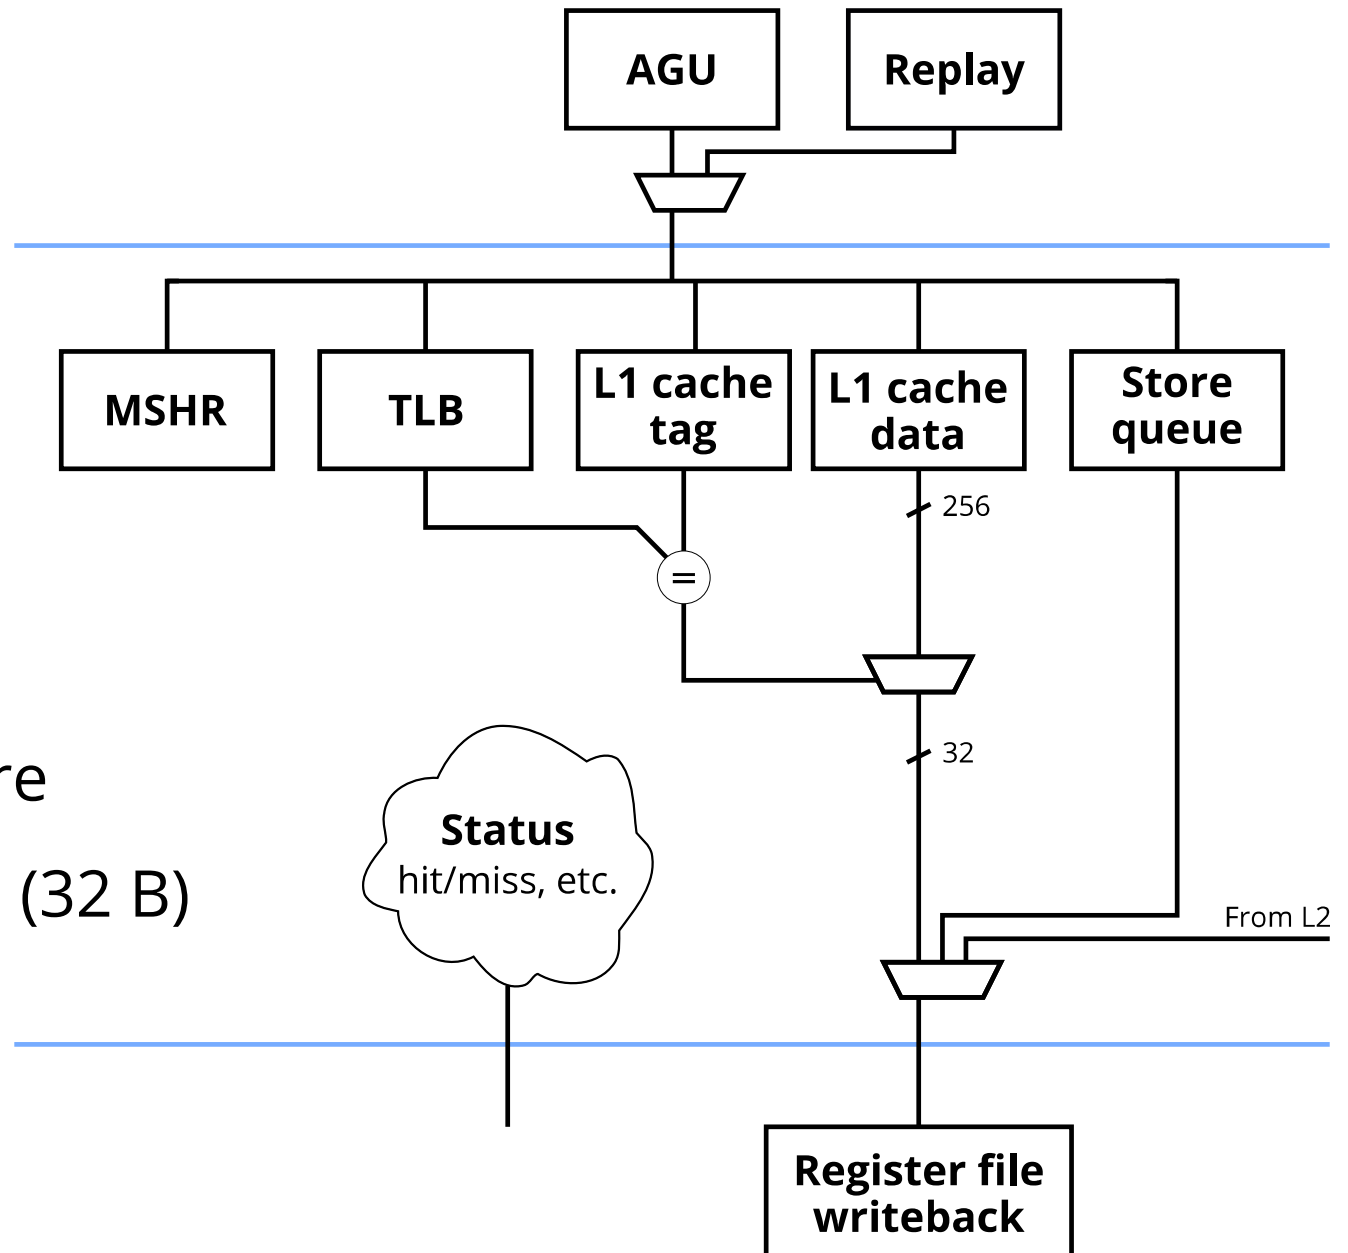 AGU
Replay
MSHR
TLB
L1 cache
tag
L1 cache
data
Store
queue
256
=
32
re
Status
hit/miss, etc.
(32 B)
From L2
Register file
writeback